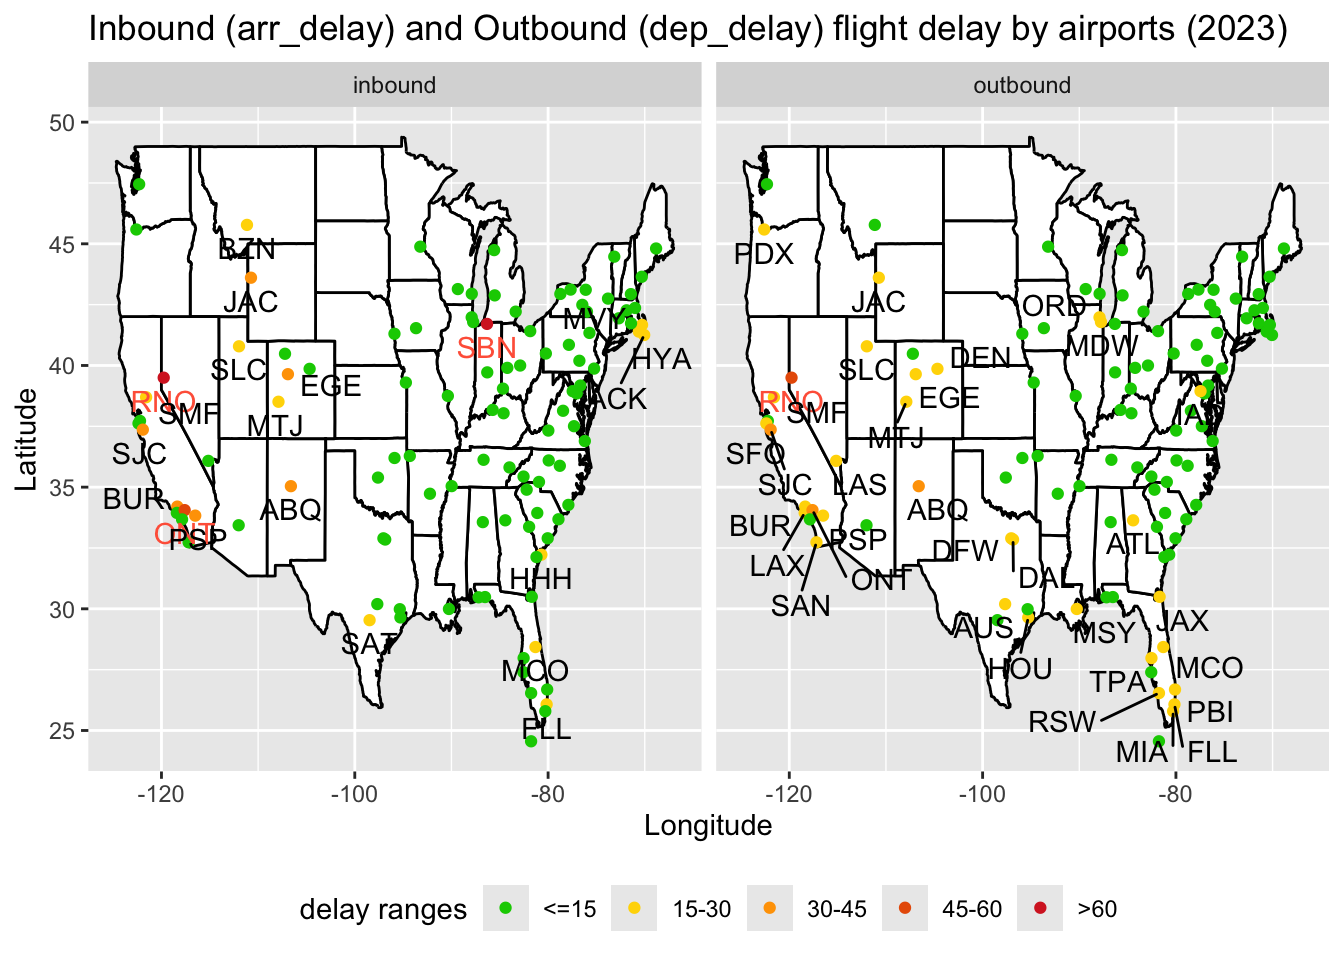 Inbound (arr_delay) and Outbound (dep_delay) flight delay by airports (2023)
inbound
outbound
Latitude
50
45
40
35
30
25
BZN
JAC
SLC
EGE
MTJ
RNO
SMF
SJC
BUR
ONT
PSP
ABQ
SAT
SBN
MVY
HYA
ACK
HHH
MCO
FLL
PDX
JAC
SLC
DEN
EGE
MTJ
RNO
SMF
SFO
SJC
LAS
BUR
LAX
SAN
PSP
ONT
ABQ
DFW
DAL
AUS
HOU
MSY
ORD
MDW
ATL
JAX
TPA
MCO
RSW
PBI
MIA
FLL
-120
-100
-80
-120
-100
-80
Longitude
delay ranges
<=15
15-30
30-45
45-60
>60